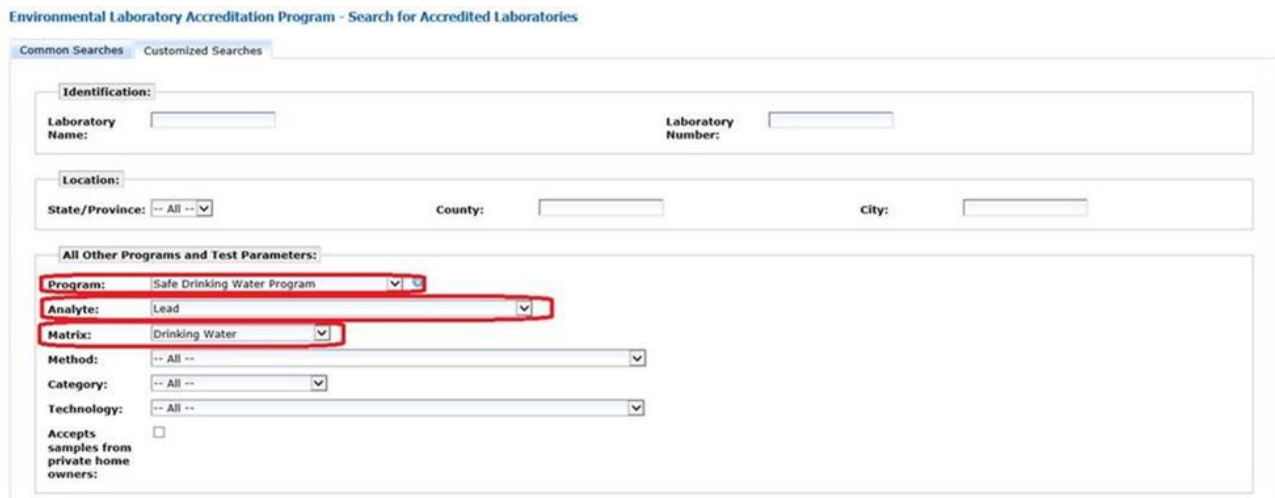 Environmental Laboratory Accreditation Program - Search for Accredited Laboratories
Common Searches Customized Searches
Identification:
Laboratory Name:
Laboratory Number:
Location:
State/Province: -- All -- County: City:
All Other Programs and Test Parameters:
Program: Safe Drinking Water Program
Analyte: Lead
Matrix: Drinking Water
Method: -- All --
Category: -- All --
Technology: -- All --
Accepts
samples from
private home
owners: